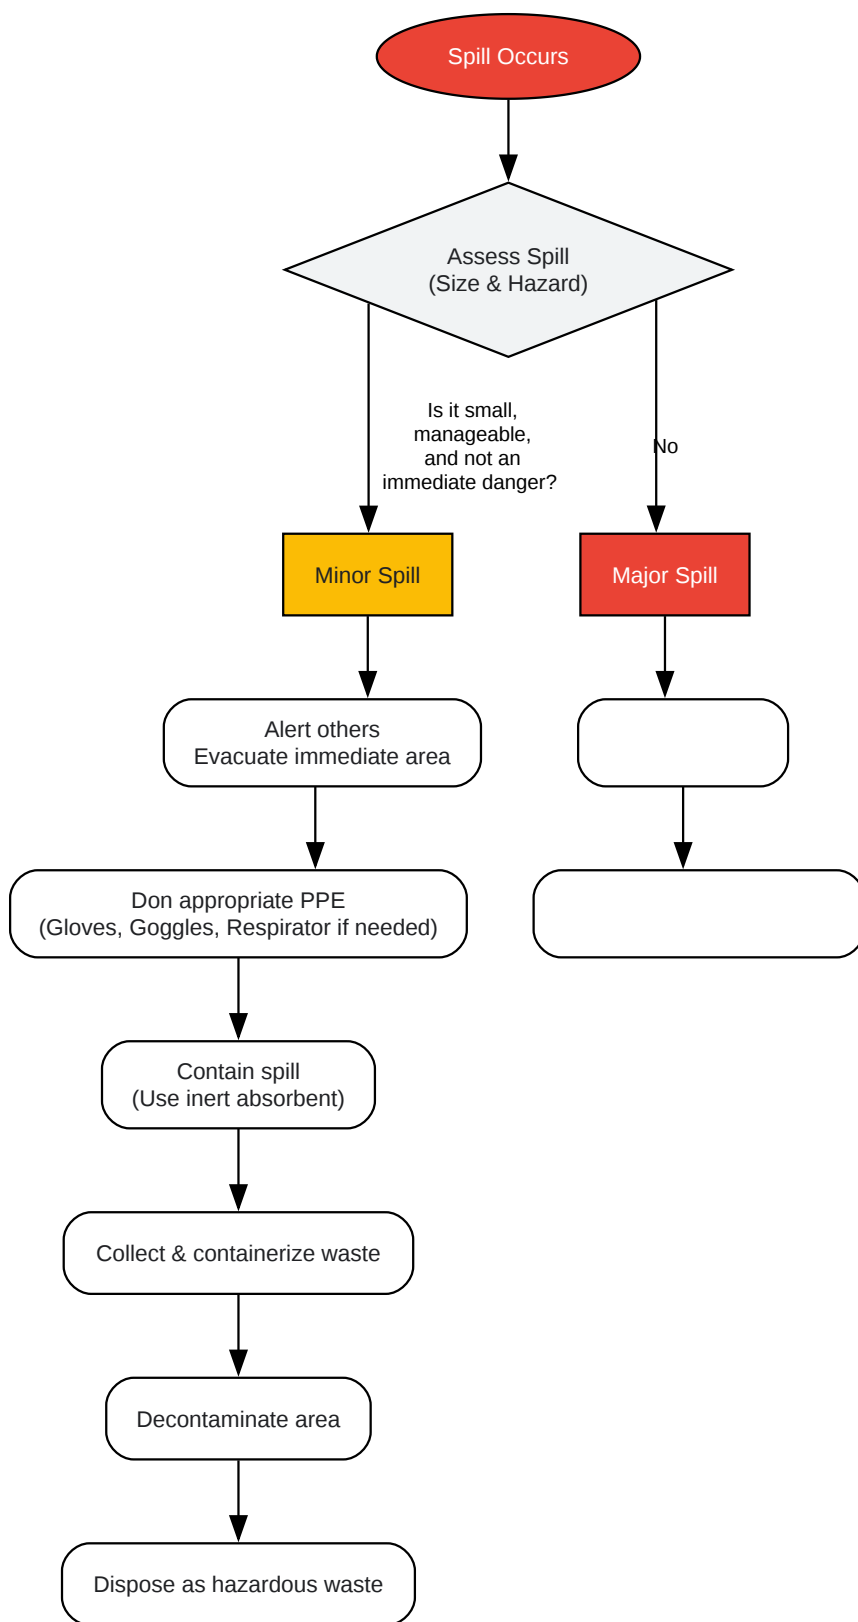 Spill Occurs
Assess Spill
(Size & Hazard)
Is it small,
manageable,
and not an
immediate danger?
No
Minor Spill
Major Spill
Alert others
Evacuate immediate area
Don appropriate PPE
(Gloves, Goggles, Respirator if needed)
Contain spill
(Use inert absorbent)
Collect & containerize waste
Decontaminate area
Dispose as hazardous waste